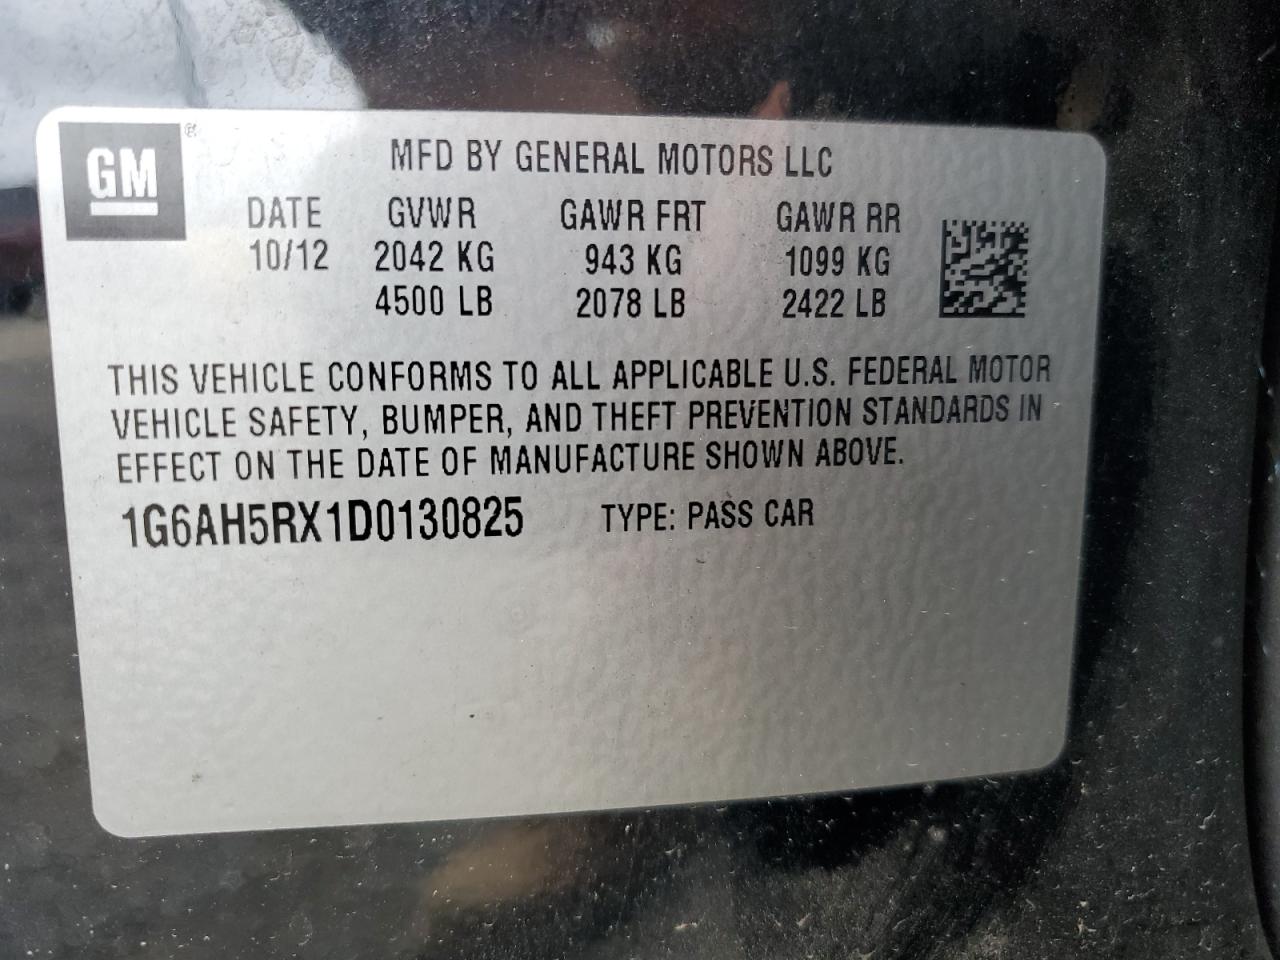 GM ®
MFD BY GENERAL MOTORS LLC
DATE GVWR GAWR FRT GAWR RR
10/12 2042 KG 943 KG 1099 KG
4500 LB 2078 LB 2422 LB
THIS VEHICLE CONFORMS TO ALL APPLICABLE U.S. FEDERAL MOTOR
VEHICLE SAFETY, BUMPER, AND THEFT PREVENTION STANDARDS IN
EFFECT ON THE DATE OF MANUFACTURE SHOWN ABOVE.
1G6AH5RX1D0130825 TYPE: PASS CAR